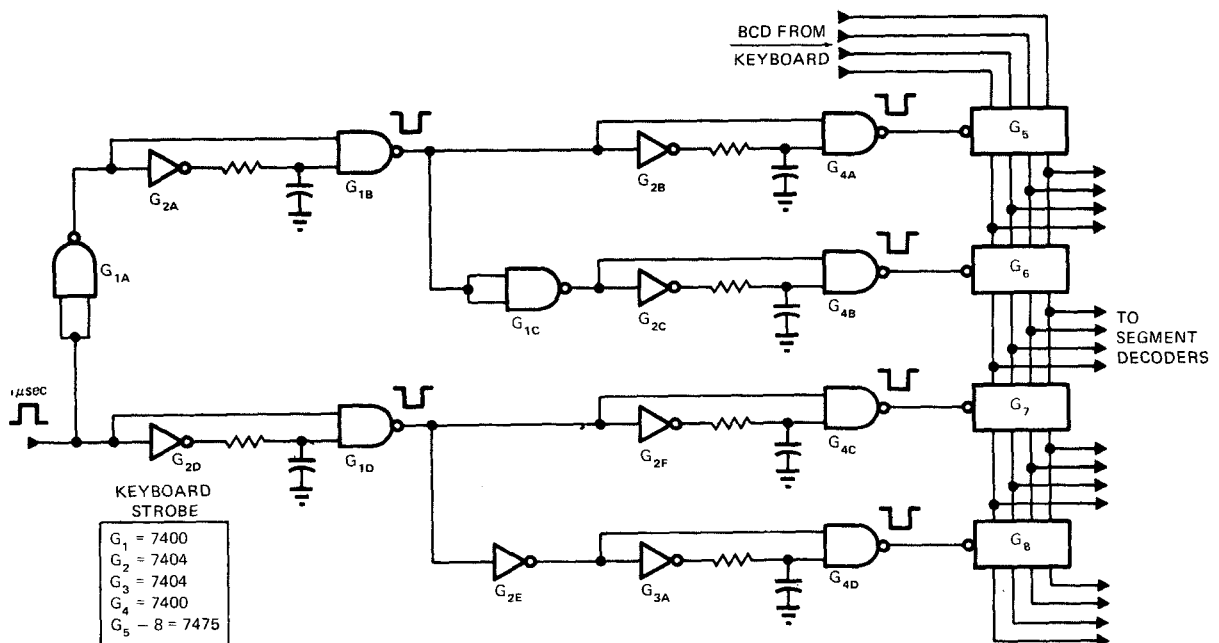 BCD FROM
KEYBOARD
G5
G2A
G1B
G2B
G4A
G1A
G6
G1C
G2C
G4B
TO
SEGMENT
DECODERS
μsec
G7
G2D
G1D
G2F
G4C
KEYBOARD
STROBE
G1 = 7400
G2 = 7404
G3 = 7404
G4 = 7400
G5 – 8 = 7475
G8
G2E
G3A
G4D